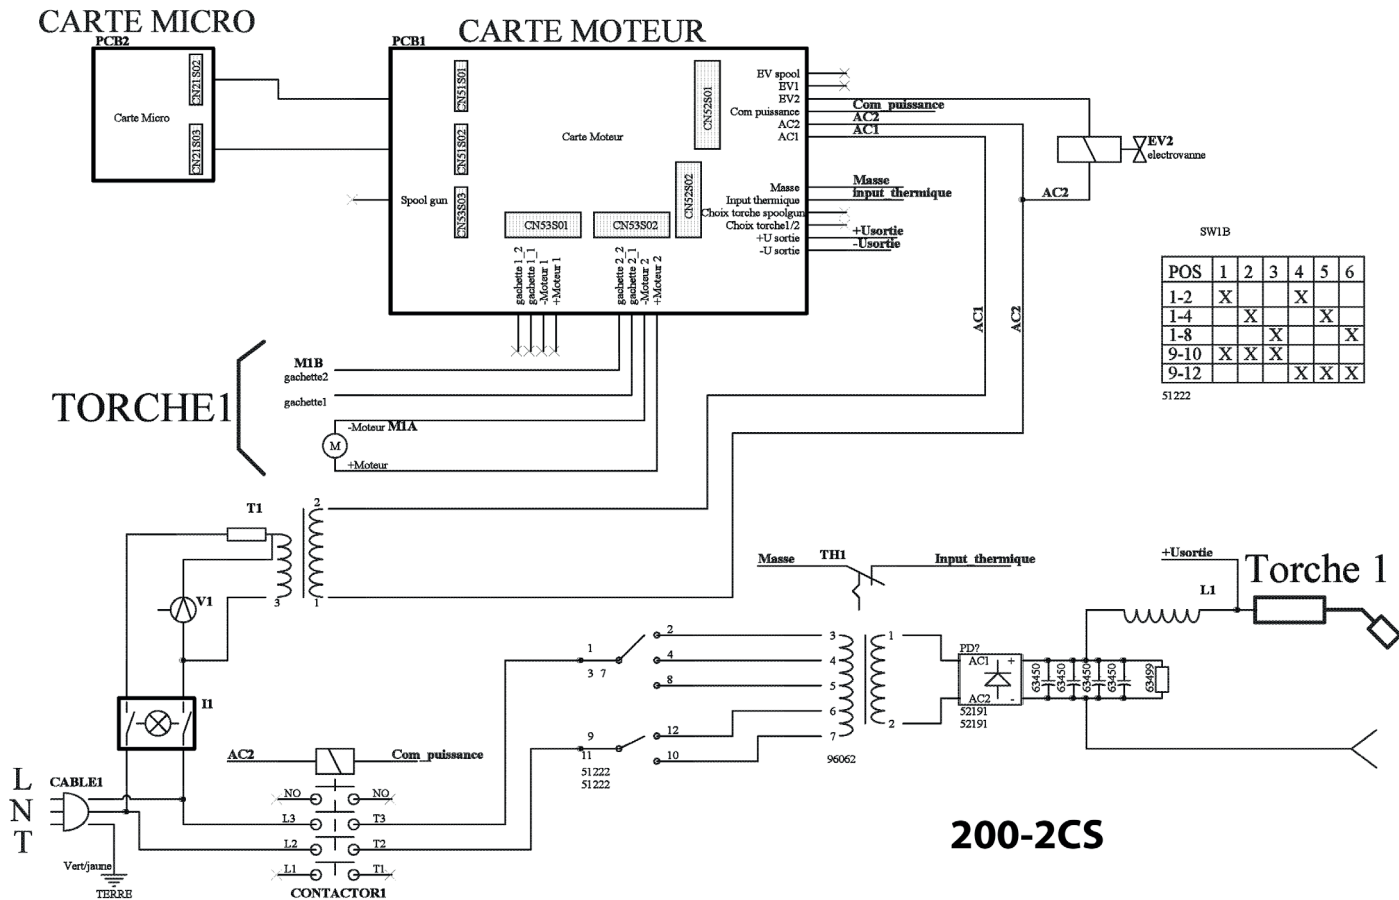 CARTE MICRO
PCB2
CN21S02
Carte Micro
CN21S03
CARTE MOTEUR
PCB1
CN51S01
CN51S02
CN53S03
Spool gun
Carte Moteur
CN52S01
CN52S02
CN53S01
CN53S02
EV spool
EV1
EV2
Com puissance
AC2
AC1
Masse
Input thermique
Choix torche spoolgun
Choix torche1/2
+U sortie
-U sortie
Com_puissance
AC2
AC1
Masse
input_thermique
+Usortie
-Usortie
gachette 1_2
gachette 1_1
-Moteur 1
+Moteur 1
gachette 2_2
gachette 2_1
-Moteur 2
+Moteur 2
EV2
electrovanne
AC2
AC1
AC2
SW1B
POS 1 2 3 4 5 6
1-2 X X
1-4 X X
1-8 X X
9-10 X X X
9-12 X X X
51222
TORCHE1
M1B
gachette2
gachette1
-Moteur M1A
M
+Moteur
T1
2
3
1
V1
I1
Masse
TH1
Input_thermique
+Usortie
L1
Torche 1
1
3 7
2
4
8
9
11
12
10
51222
51222
3
4
5
6
7
1
2
96062
PD?
AC1 +
AC2 -
52191
52191
63450
63450
63450
63450
63499
AC2
Com_puissance
NO NO
L3 T3
L2 T2
L1 T1
CONTACTOR1
L
N
T
CABLE1
Vert/jaune
TERRE
200-2CS